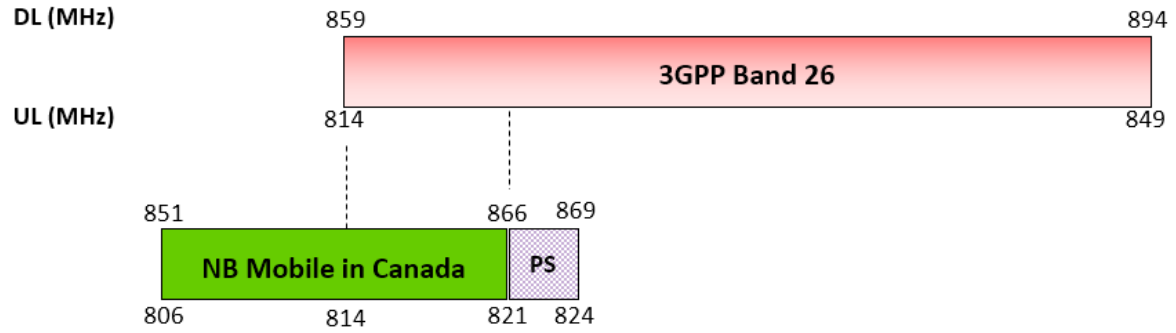 DL (MHz) 859 894
3GPP Band 26
UL (MHz) 814 849
851 866 869
NB Mobile in Canada PS
806 814 821 824